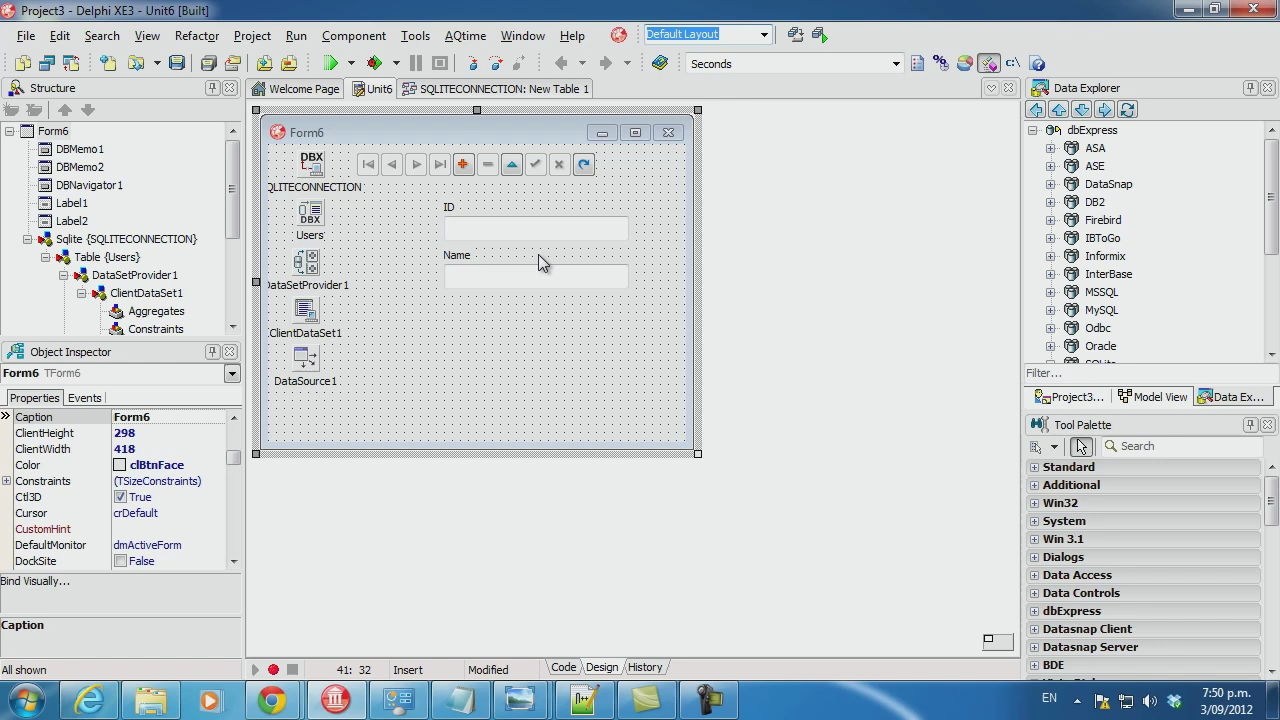 Project3 - Delphi XE3 - Unit6 [Built]
File Edit Search View Refactor Project Run Component Tools AQtime Window Help
Default Layout
Seconds
Structure
Form6
DBMemo1
DBMemo2
DBNavigator1
Label1
Label2
Sqlite {SQLITECONNECTION}
Table {Users}
DataSetProvider1
ClientDataSet1
Aggregates
Constraints
Object Inspector
Form6 TForm6
Properties Events
Caption Form6
ClientHeight 298
ClientWidth 418
Color clBtnFace
Constraints (TSizeConstraints)
Ctl3D True
Cursor crDefault
CustomHint
DefaultMonitor dmActiveForm
DockSite False
Bind Visually...
Caption
All shown
Welcome Page Unit6 SQLITECONNECTION: New Table 1
Form6
DBX
QLITECONNECTION
DBX
Users
DataSetProvider1
ClientDataSet1
DataSource1
ID
Name
41: 32 Insert Modified Code Design History
Data Explorer
dbExpress
ASA
ASE
DataSnap
DB2
Firebird
IBToGo
Informix
InterBase
MSSQL
MySQL
Odbc
Oracle
Filter...
Project3... Model View Data Ex...
Tool Palette
Search
Standard
Additional
Win32
System
Win 3.1
Dialogs
Data Access
Data Controls
dbExpress
Datasnap Client
Datasnap Server
BDE
EN
7:50 p.m.
3/09/2012